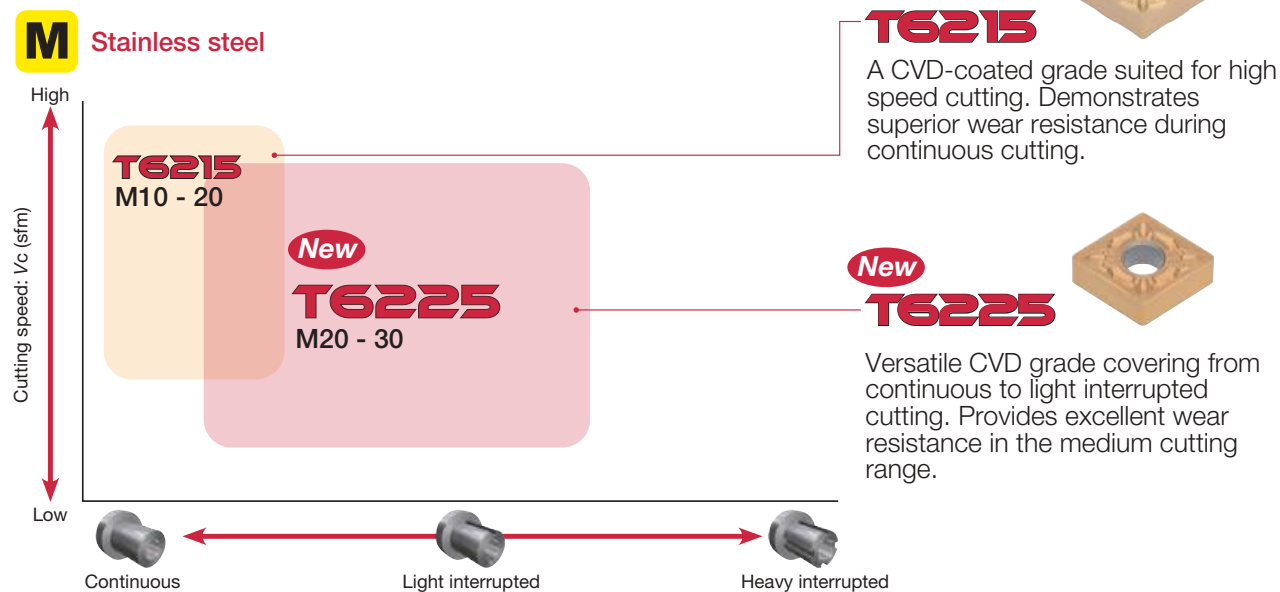 M Stainless steel
High
Cutting speed: Vc (sfm)
Low
T6215
M10 - 20
New
T6225
M20 - 30
Continuous
Light interrupted
Heavy interrupted
T6215
A CVD-coated grade suited for high
speed cutting. Demonstrates
superior wear resistance during
continuous cutting.
New
T6225
Versatile CVD grade covering from
continuous to light interrupted
cutting. Provides excellent wear
resistance in the medium cutting
range.